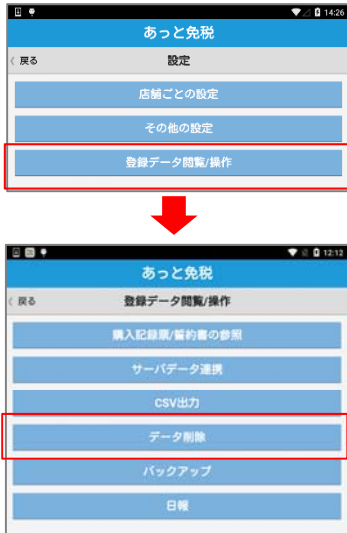 14:26
あっと免税
戻る 設定
店舗ごとの設定
その他の設定
登録データ閲覧/操作
12:12
あっと免税
戻る 登録データ閲覧/操作
購入記録票/誓約書の参照
サーバデータ連携
CSV出力
データ削除
バックアップ
日報